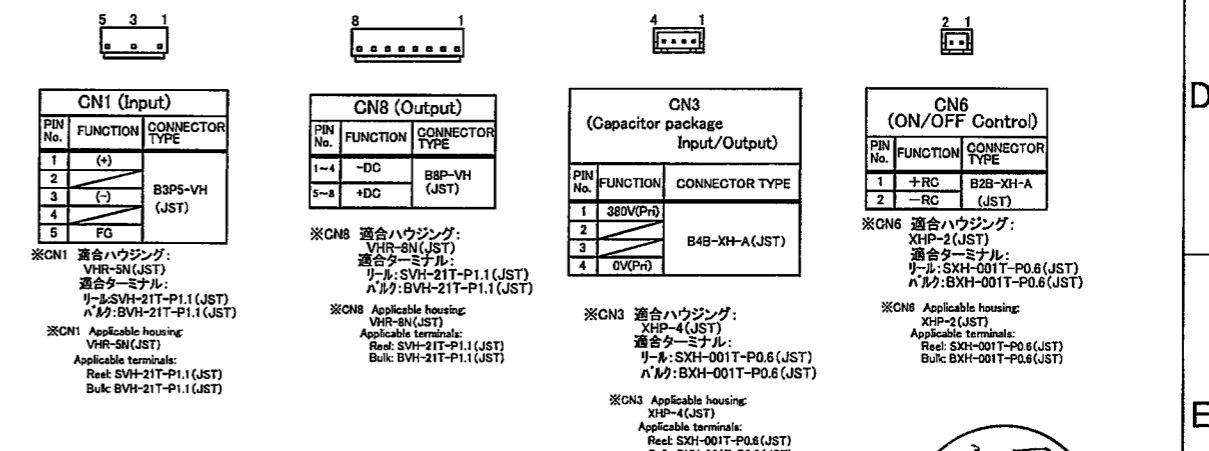 5 3 1
CN1 (Input)
PIN No. FUNCTION CONNECTOR TYPE
1 (+) B3P5-VH (JST)
2
3 (-)
4
5 FG
※CN1 適合ハウジング:
VHR-5N(JST)
適合ターミナル:
リール:SVH-21T-P1.1(JST)
バルク:BVH-21T-P1.1(JST)
※CN1 Applicable housing:
VHR-5N(JST)
Applicable terminals:
Reel: SVH-21T-P1.1(JST)
Bulk: BVH-21T-P1.1(JST)
8 1
CN8 (Output)
PIN No. FUNCTION CONNECTOR TYPE
1~4 -DC B8P-VH (JST)
5~8 +DC
※CN8 適合ハウジング:
VHR-8N(JST)
適合ターミナル:
リール:SVH-21T-P1.1(JST)
バルク:BVH-21T-P1.1(JST)
※CN8 Applicable housing:
VHR-8N(JST)
Applicable terminals:
Reel: SVH-21T-P1.1(JST)
Bulk: BVH-21T-P1.1(JST)
4 1
CN3
(Capacitor package
Input/Output)
PIN No. FUNCTION CONNECTOR TYPE
1 380V(Pri) B4B-XH-A(JST)
2
3
4 0V(Pri)
※CN3 適合ハウジング:
XHP-4(JST)
適合ターミナル:
リール:SXH-001T-P0.6(JST)
バルク:BXH-001T-P0.6(JST)
※CN3 Applicable housing:
XHP-4(JST)
Applicable terminals:
Reel: SXH-001T-P0.6(JST)
2 1
CN6
(ON/OFF Control)
PIN No. FUNCTION CONNECTOR TYPE
1 +RC B2B-XH-A (JST)
2 -RC
※CN6 適合ハウジング:
XHP-2(JST)
適合ターミナル:
リール:SXH-001T-P0.6(JST)
バルク:BXH-001T-P0.6(JST)
※CN6 Applicable housing:
XHP-2(JST)
Applicable terminals:
Reel: SXH-001T-P0.6(JST)
Bulk: BXH-001T-P0.6(JST)
D
E